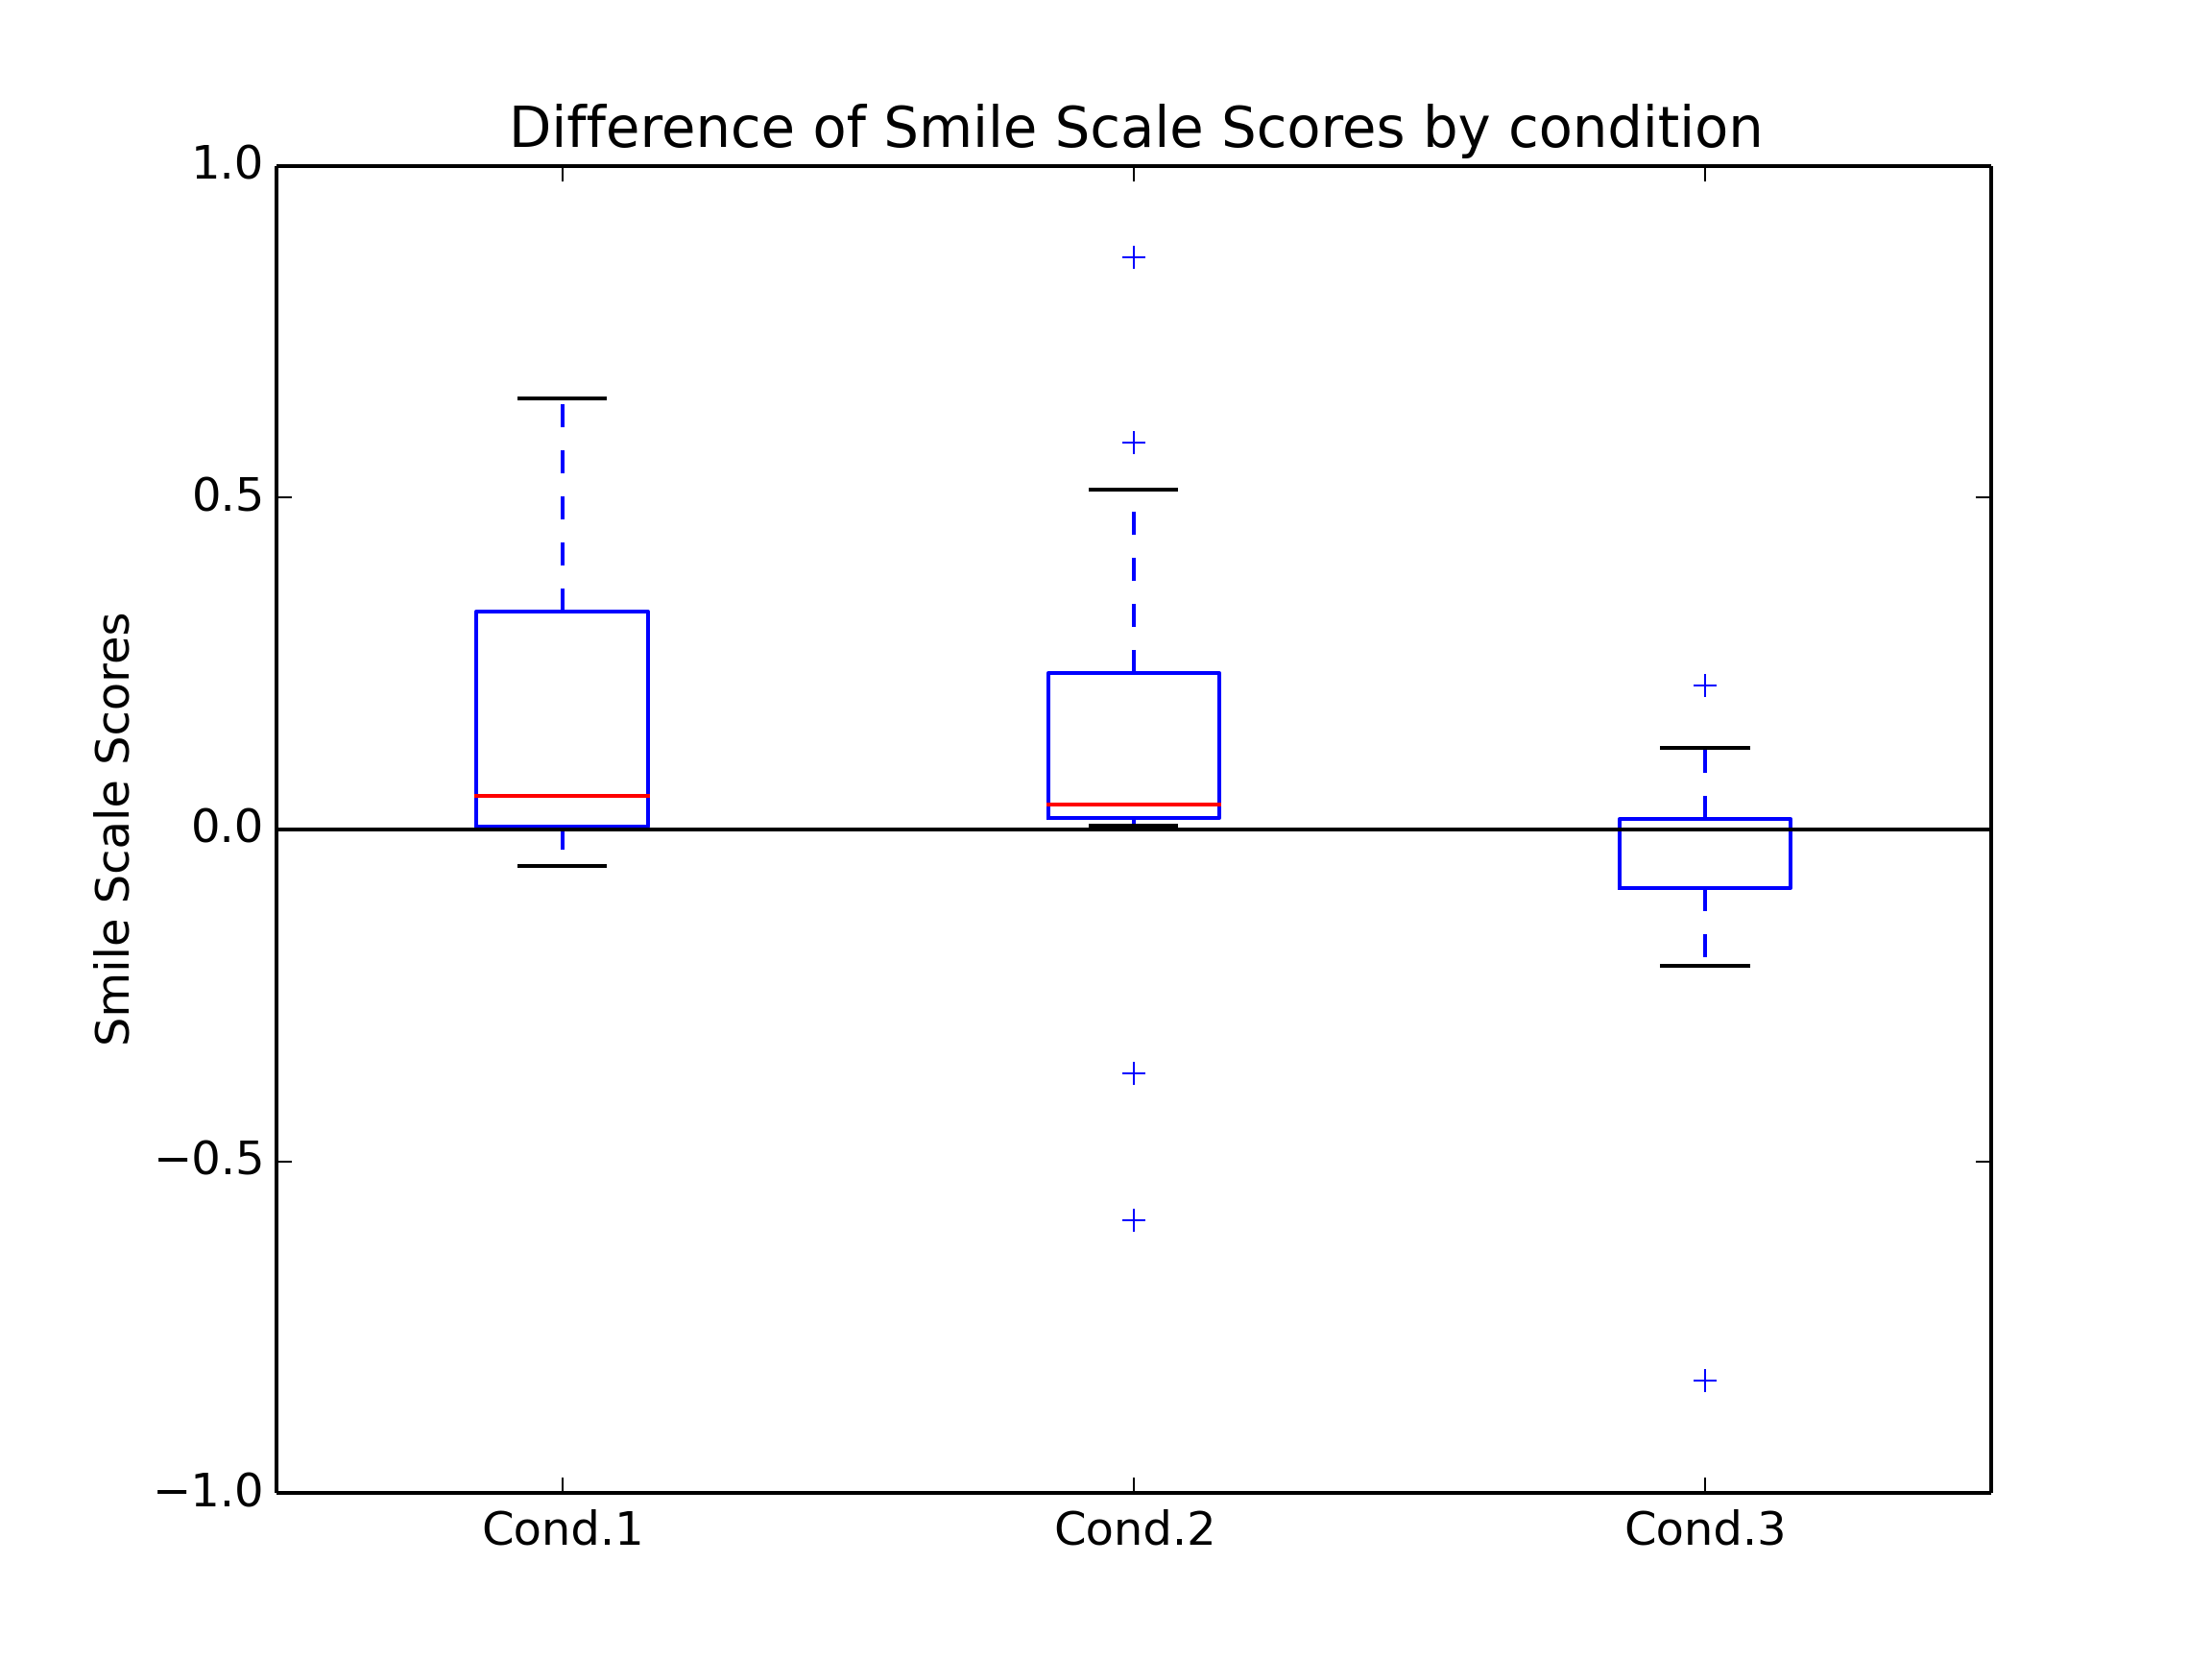 Difference of Smile Scale Scores by condition
1.0
0.5
0.0
−0.5
−1.0
Smile Scale Scores
Cond.1 Cond.2 Cond.3